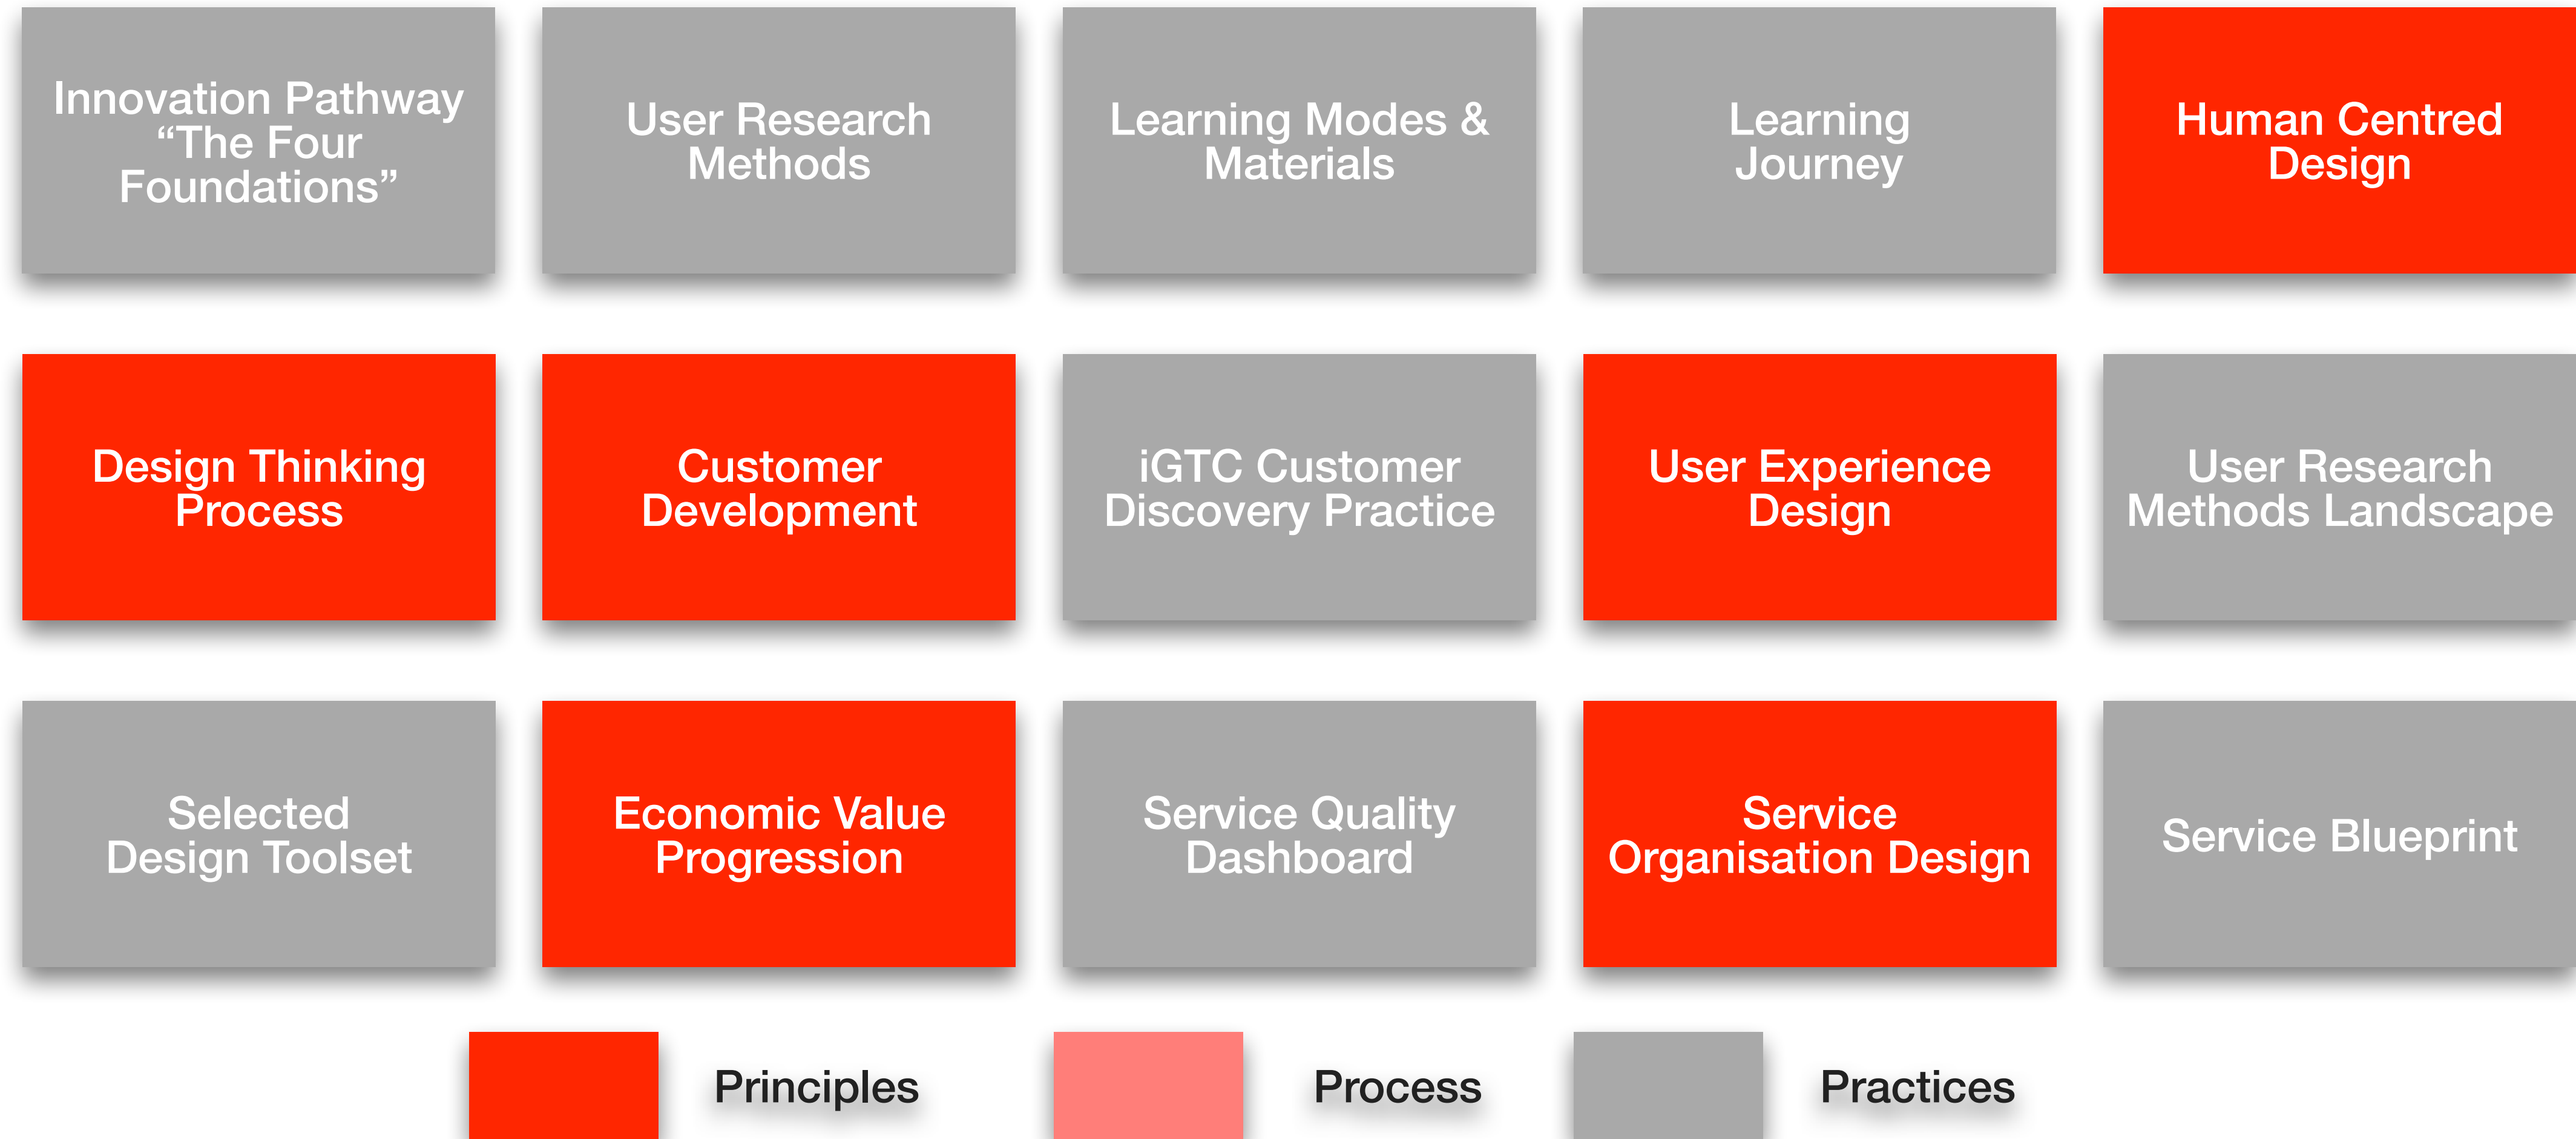 Innovation Pathway
“The Four
Foundations”
User Research
Methods
Learning Modes &
Materials
Learning
Journey
Human Centred
Design
Design Thinking
Process
Customer
Development
iGTC Customer
Discovery Practice
User Experience
Design
User Research
Methods Landscape
Selected
Design Toolset
Economic Value
Progression
Service Quality
Dashboard
Service
Organisation Design
Service Blueprint
Principles
Process
Practices